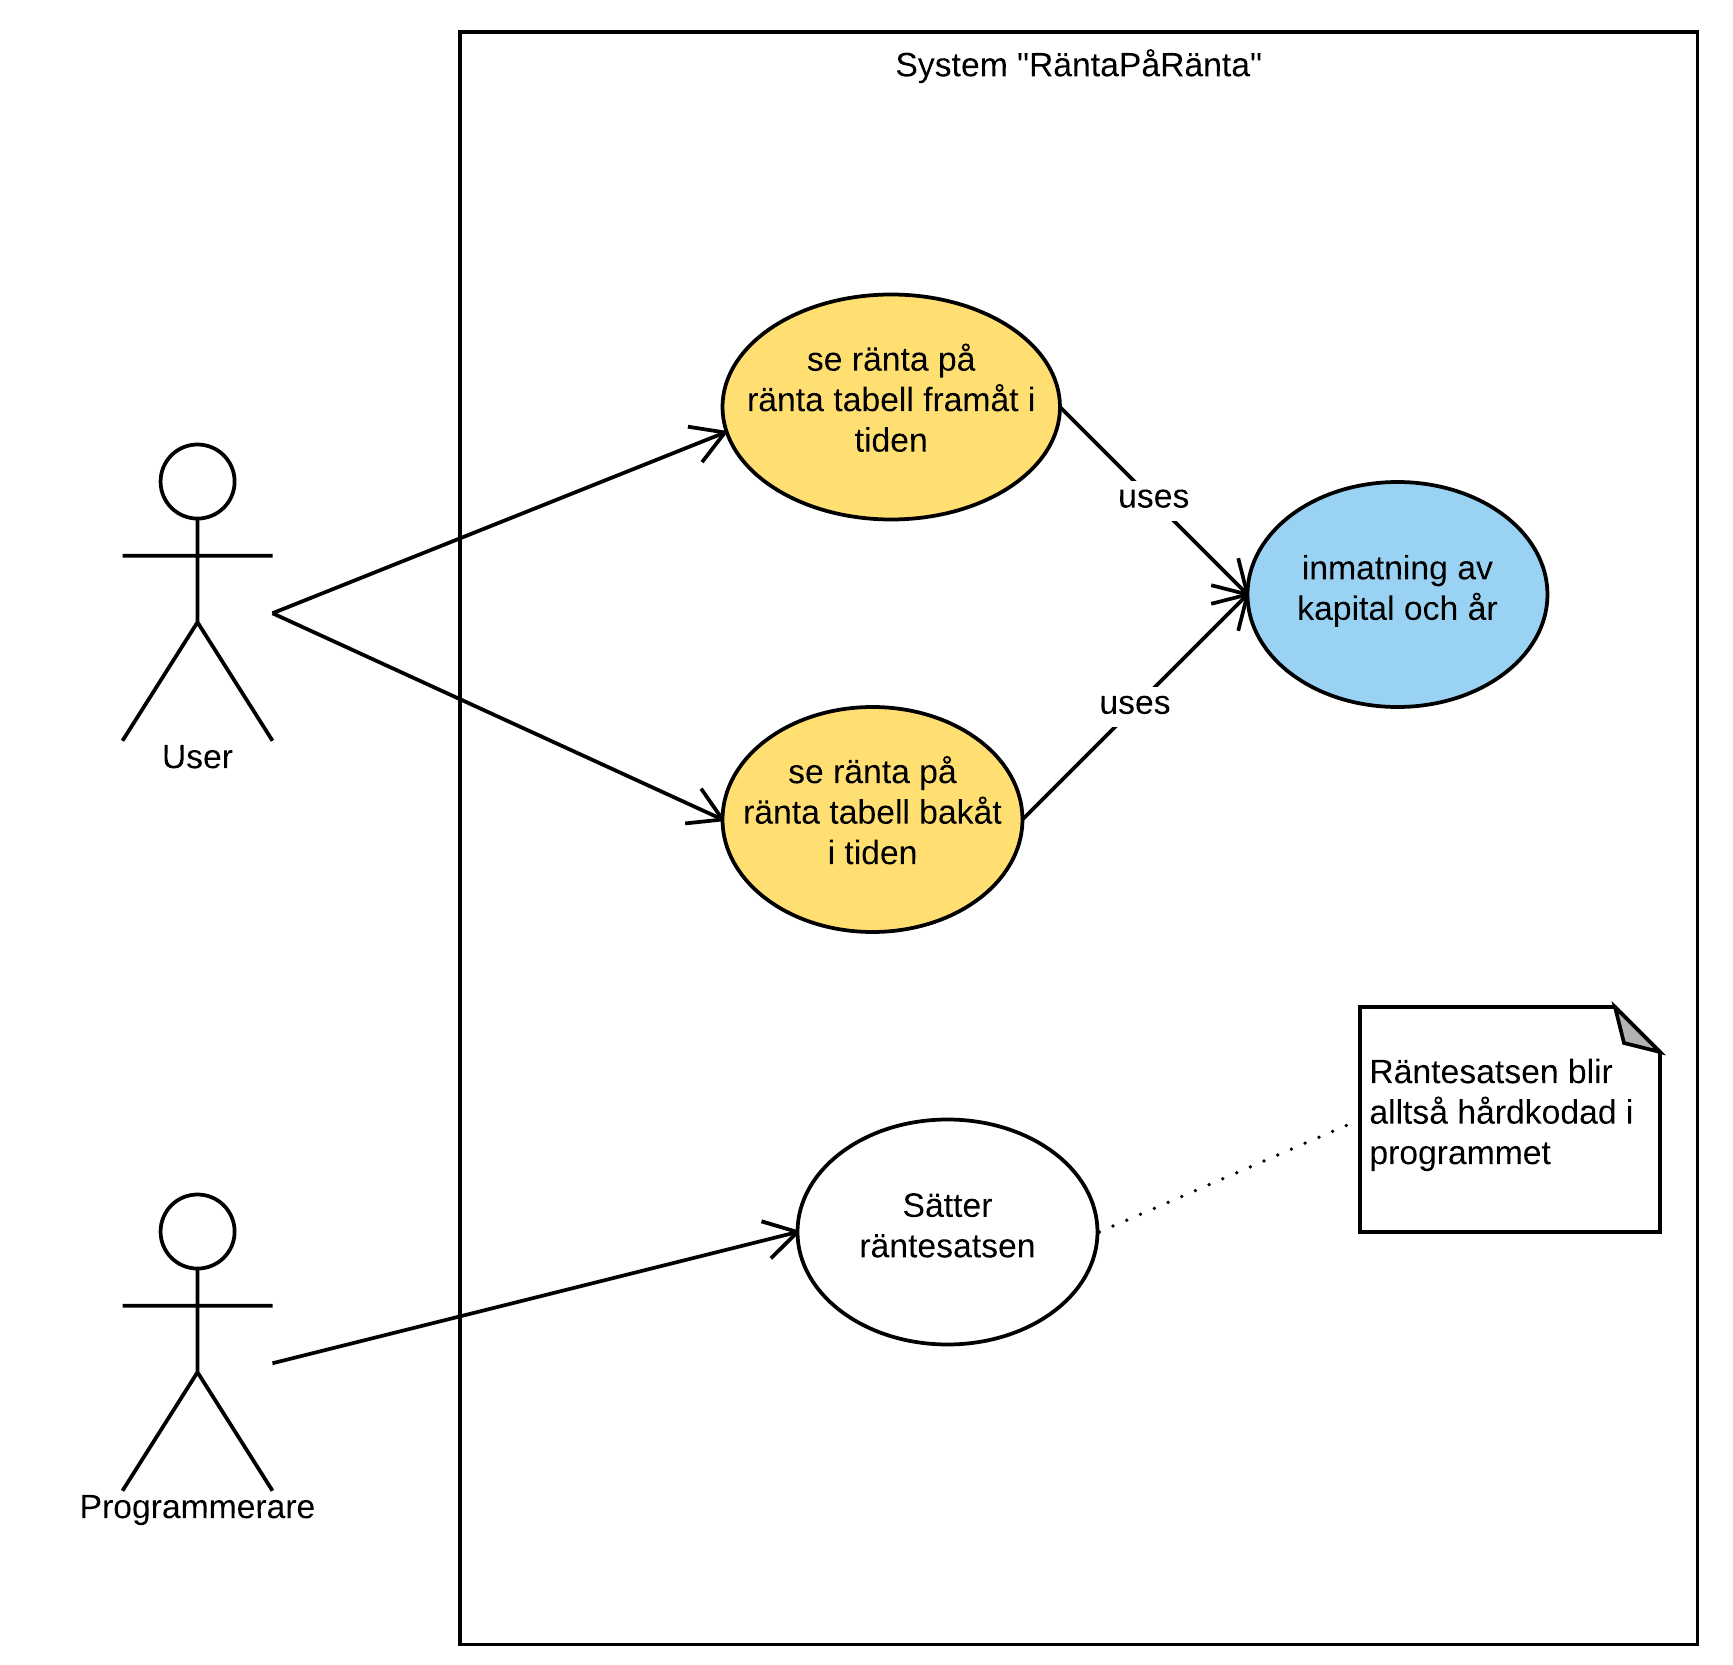 System "RäntaPåRänta"
se ränta på
ränta tabell framåt i
tiden
uses
inmatning av
kapital och år
User
uses
se ränta på
ränta tabell bakåt
i tiden
Räntesatsen blir
alltså hårdkodad i
programmet
Sätter
räntesatsen
Programmerare